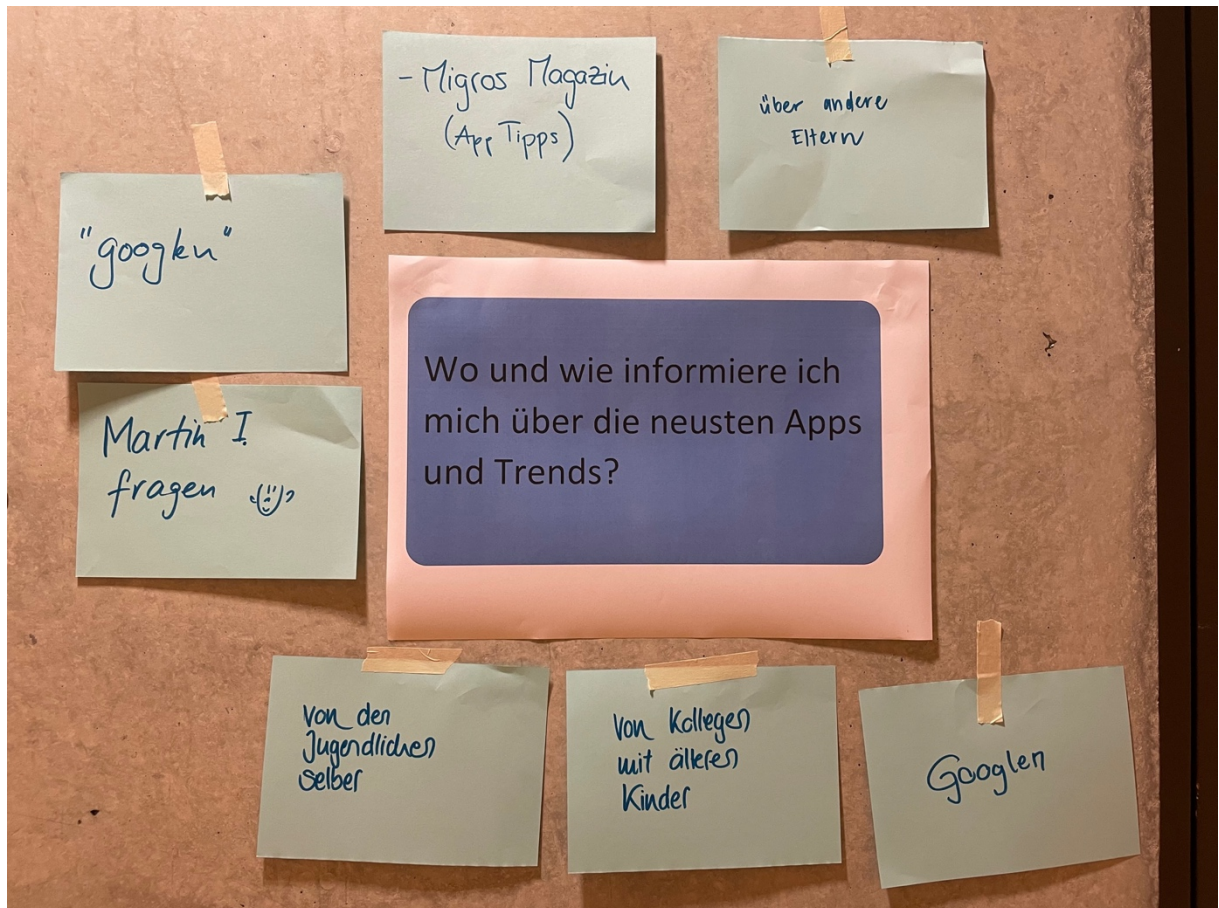 - Migros Magazin
(App Tipps)
über andere
Eltern
"googlen"
Martin I.
fragen
Wo und wie informiere ich
mich über die neusten Apps
und Trends?
Von den
Jugendlichen
selber
Von Kollegen
mit älteren
Kinder
Googlen